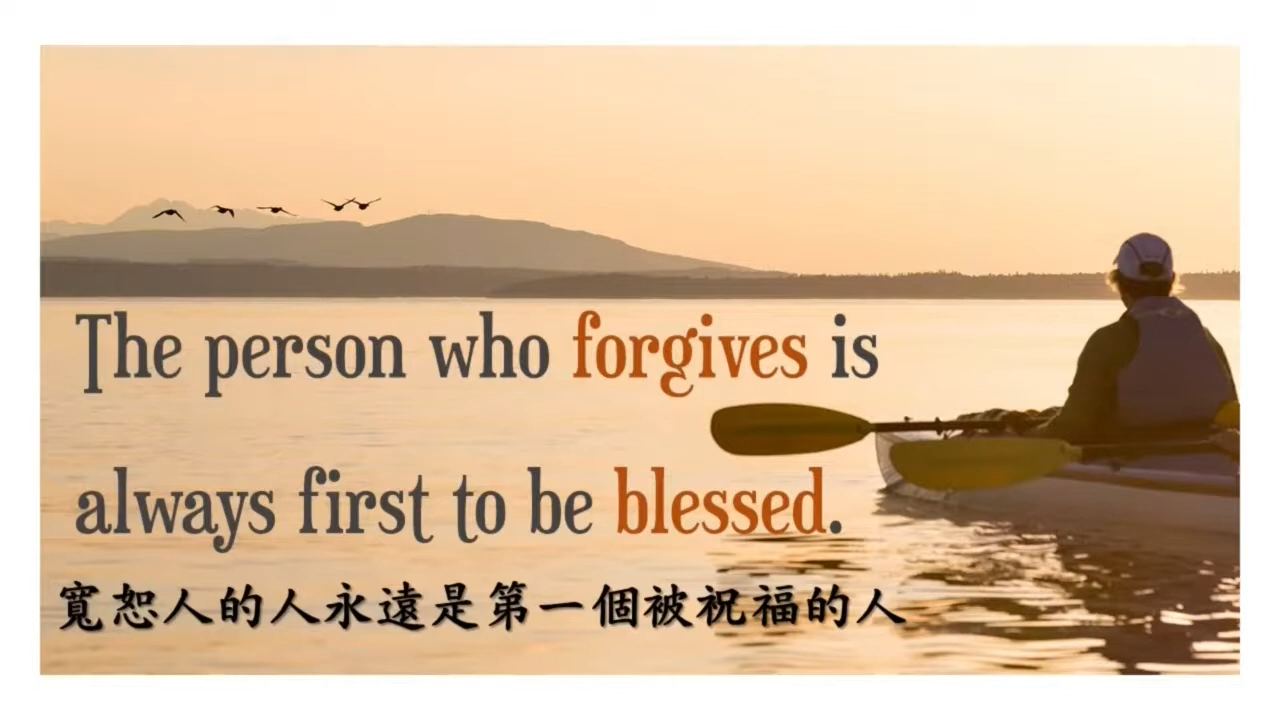 The person who forgives is
always first to be blessed.
寬恕人的人永遠是第一個被祝福的人